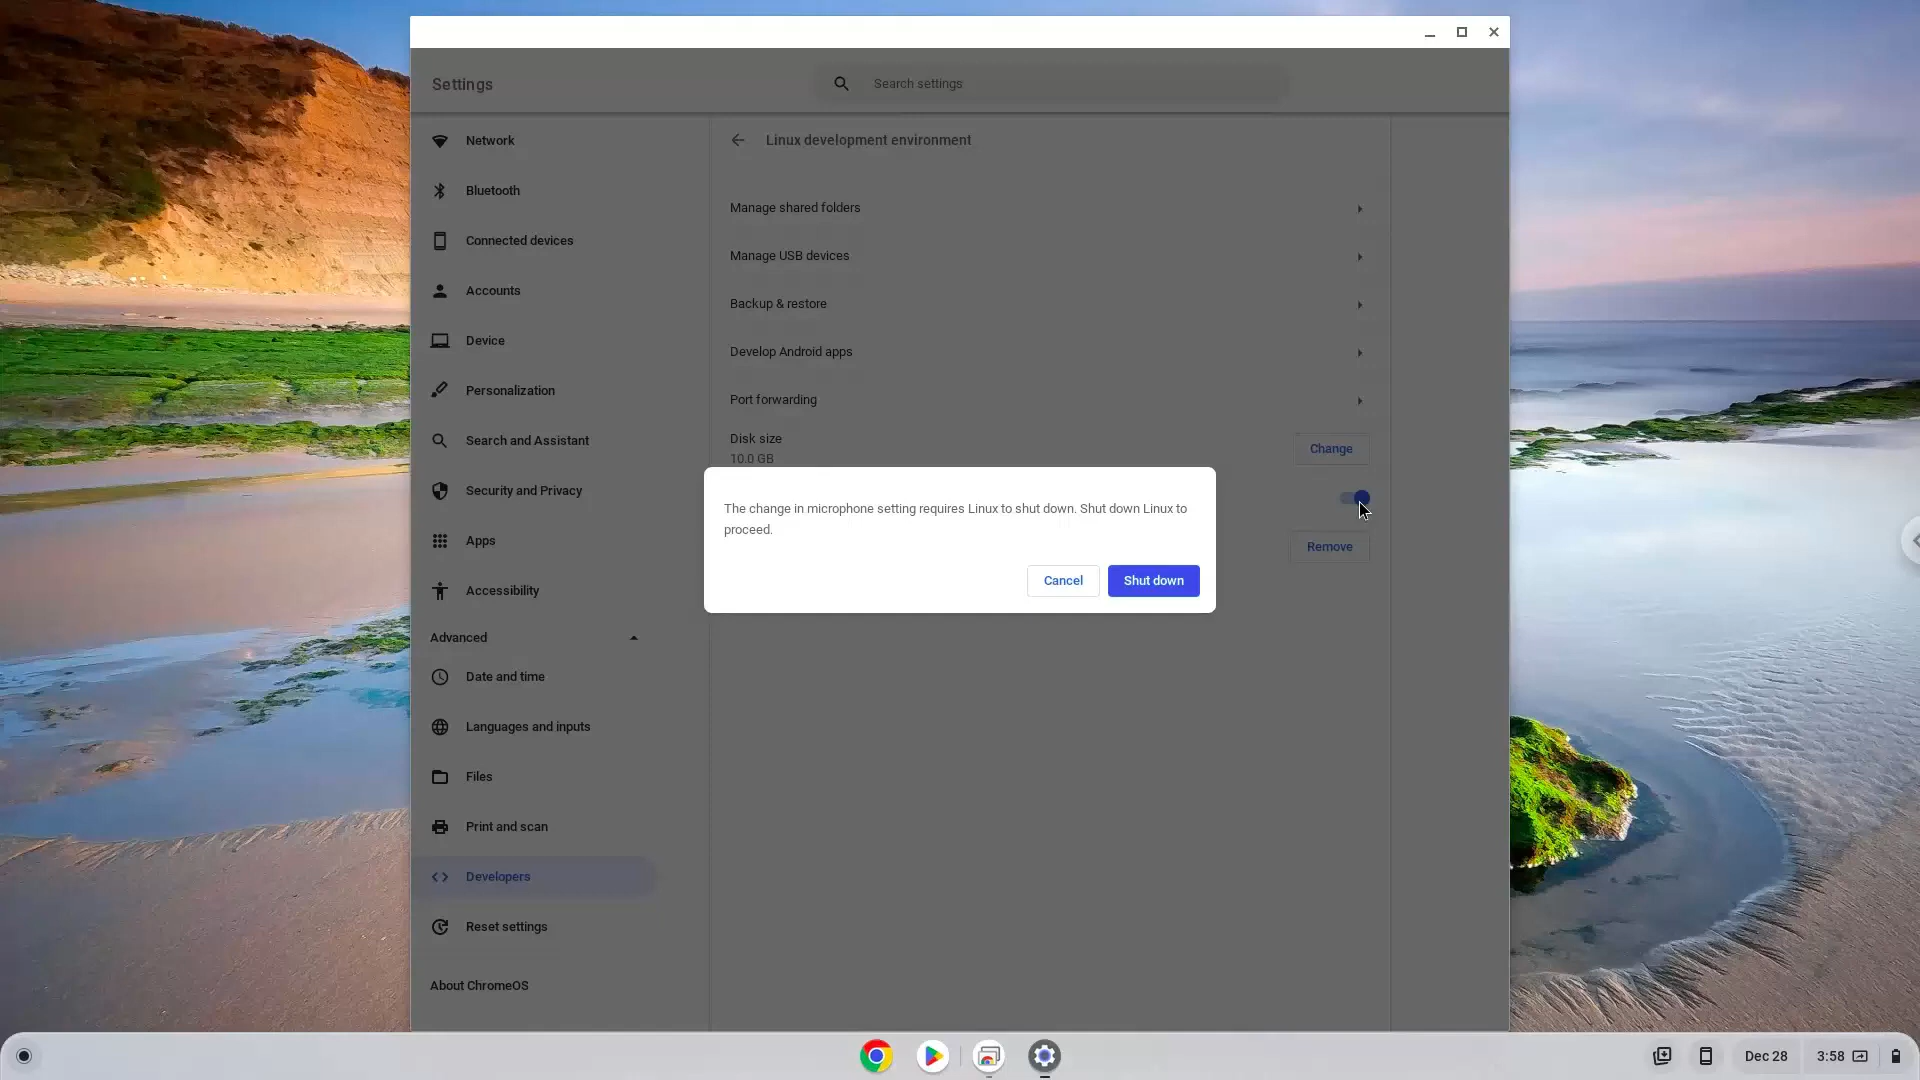 Settings
Search settings
Network
Bluetooth
Connected devices
Accounts
Device
Personalization
Search and Assistant
Security and Privacy
Apps
Accessibility
Advanced
Date and time
Languages and inputs
Files
Print and scan
Developers
Reset settings
About ChromeOS
Linux development environment
Manage shared folders
Manage USB devices
Backup & restore
Develop Android apps
Port forwarding
Disk size
10.0 GB
Change
Remove
The change in microphone setting requires Linux to shut down. Shut down Linux to
proceed.
Cancel
Shut down
Dec 28
3:58